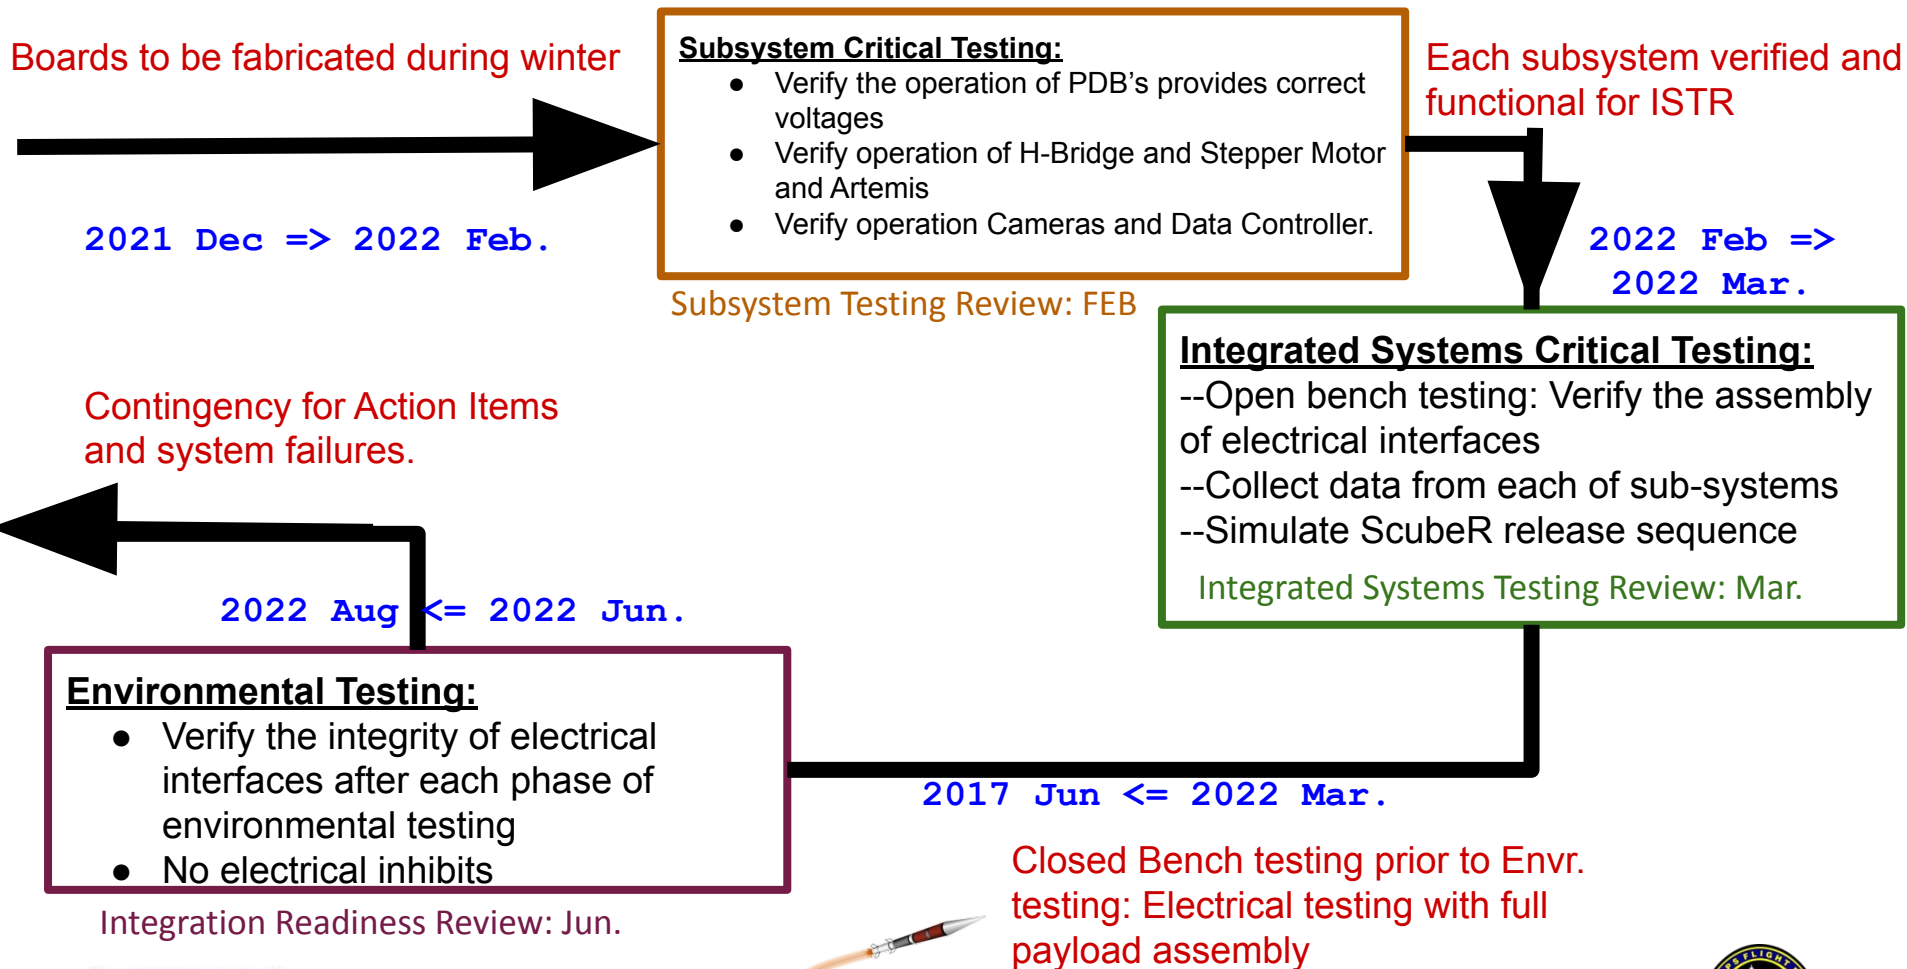 Boards to be fabricated during winter
2021 Dec => 2022 Feb.
Subsystem Critical Testing:
● Verify the operation of PDB's provides correct
voltages
● Verify operation of H-Bridge and Stepper Motor
and Artemis
● Verify operation Cameras and Data Controller.
Subsystem Testing Review: FEB
Each subsystem verified and
functional for ISTR
2022 Feb =>
2022 Mar.
Integrated Systems Critical Testing:
--Open bench testing: Verify the assembly
of electrical interfaces
--Collect data from each of sub-systems
--Simulate ScubeR release sequence
Integrated Systems Testing Review: Mar.
2017 Jun <= 2022 Mar.
Closed Bench testing prior to Envr.
testing: Electrical testing with full
payload assembly
Environmental Testing:
● Verify the integrity of electrical
interfaces after each phase of
environmental testing
● No electrical inhibits
Integration Readiness Review: Jun.
2022 Aug <= 2022 Jun.
Contingency for Action Items
and system failures.
FLIGHT